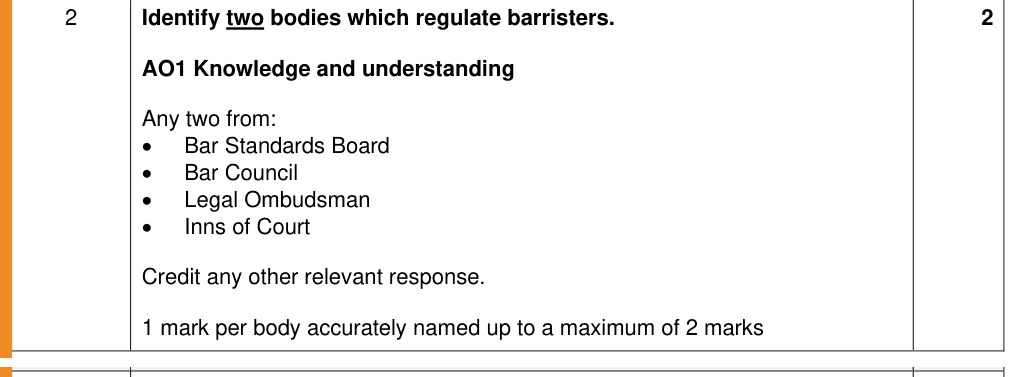 2 Identify two bodies which regulate barristers. 2
AO1 Knowledge and understanding
Any two from:
• Bar Standards Board
• Bar Council
• Legal Ombudsman
• Inns of Court
Credit any other relevant response.
1 mark per body accurately named up to a maximum of 2 marks